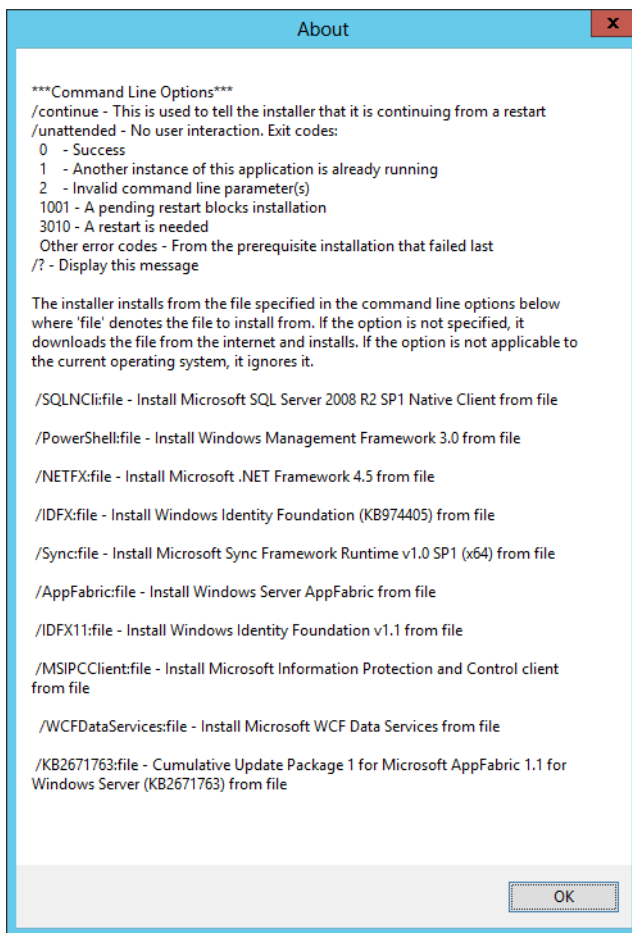 About
x
***Command Line Options***
/continue - This is used to tell the installer that it is continuing from a restart
/unattended - No user interaction. Exit codes:
0 - Success
1 - Another instance of this application is already running
2 - Invalid command line parameter(s)
1001 - A pending restart blocks installation
3010 - A restart is needed
Other error codes - From the prerequisite installation that failed last
/? - Display this message
The installer installs from the file specified in the command line options below
where 'file' denotes the file to install from. If the option is not specified, it
downloads the file from the internet and installs. If the option is not applicable to
the current operating system, it ignores it.
/SQLNCli:file - Install Microsoft SQL Server 2008 R2 SP1 Native Client from file
/PowerShell:file - Install Windows Management Framework 3.0 from file
/NETFX:file - Install Microsoft .NET Framework 4.5 from file
/IDFX:file - Install Windows Identity Foundation (KB974405) from file
/Sync:file - Install Microsoft Sync Framework Runtime v1.0 SP1 (x64) from file
/AppFabric:file - Install Windows Server AppFabric from file
/IDFX11:file - Install Windows Identity Foundation v1.1 from file
/MSIPCClient:file - Install Microsoft Information Protection and Control client
from file
/WCFDataServices:file - Install Microsoft WCF Data Services from file
/KB2671763:file - Cumulative Update Package 1 for Microsoft AppFabric 1.1 for
Windows Server (KB2671763) from file
OK